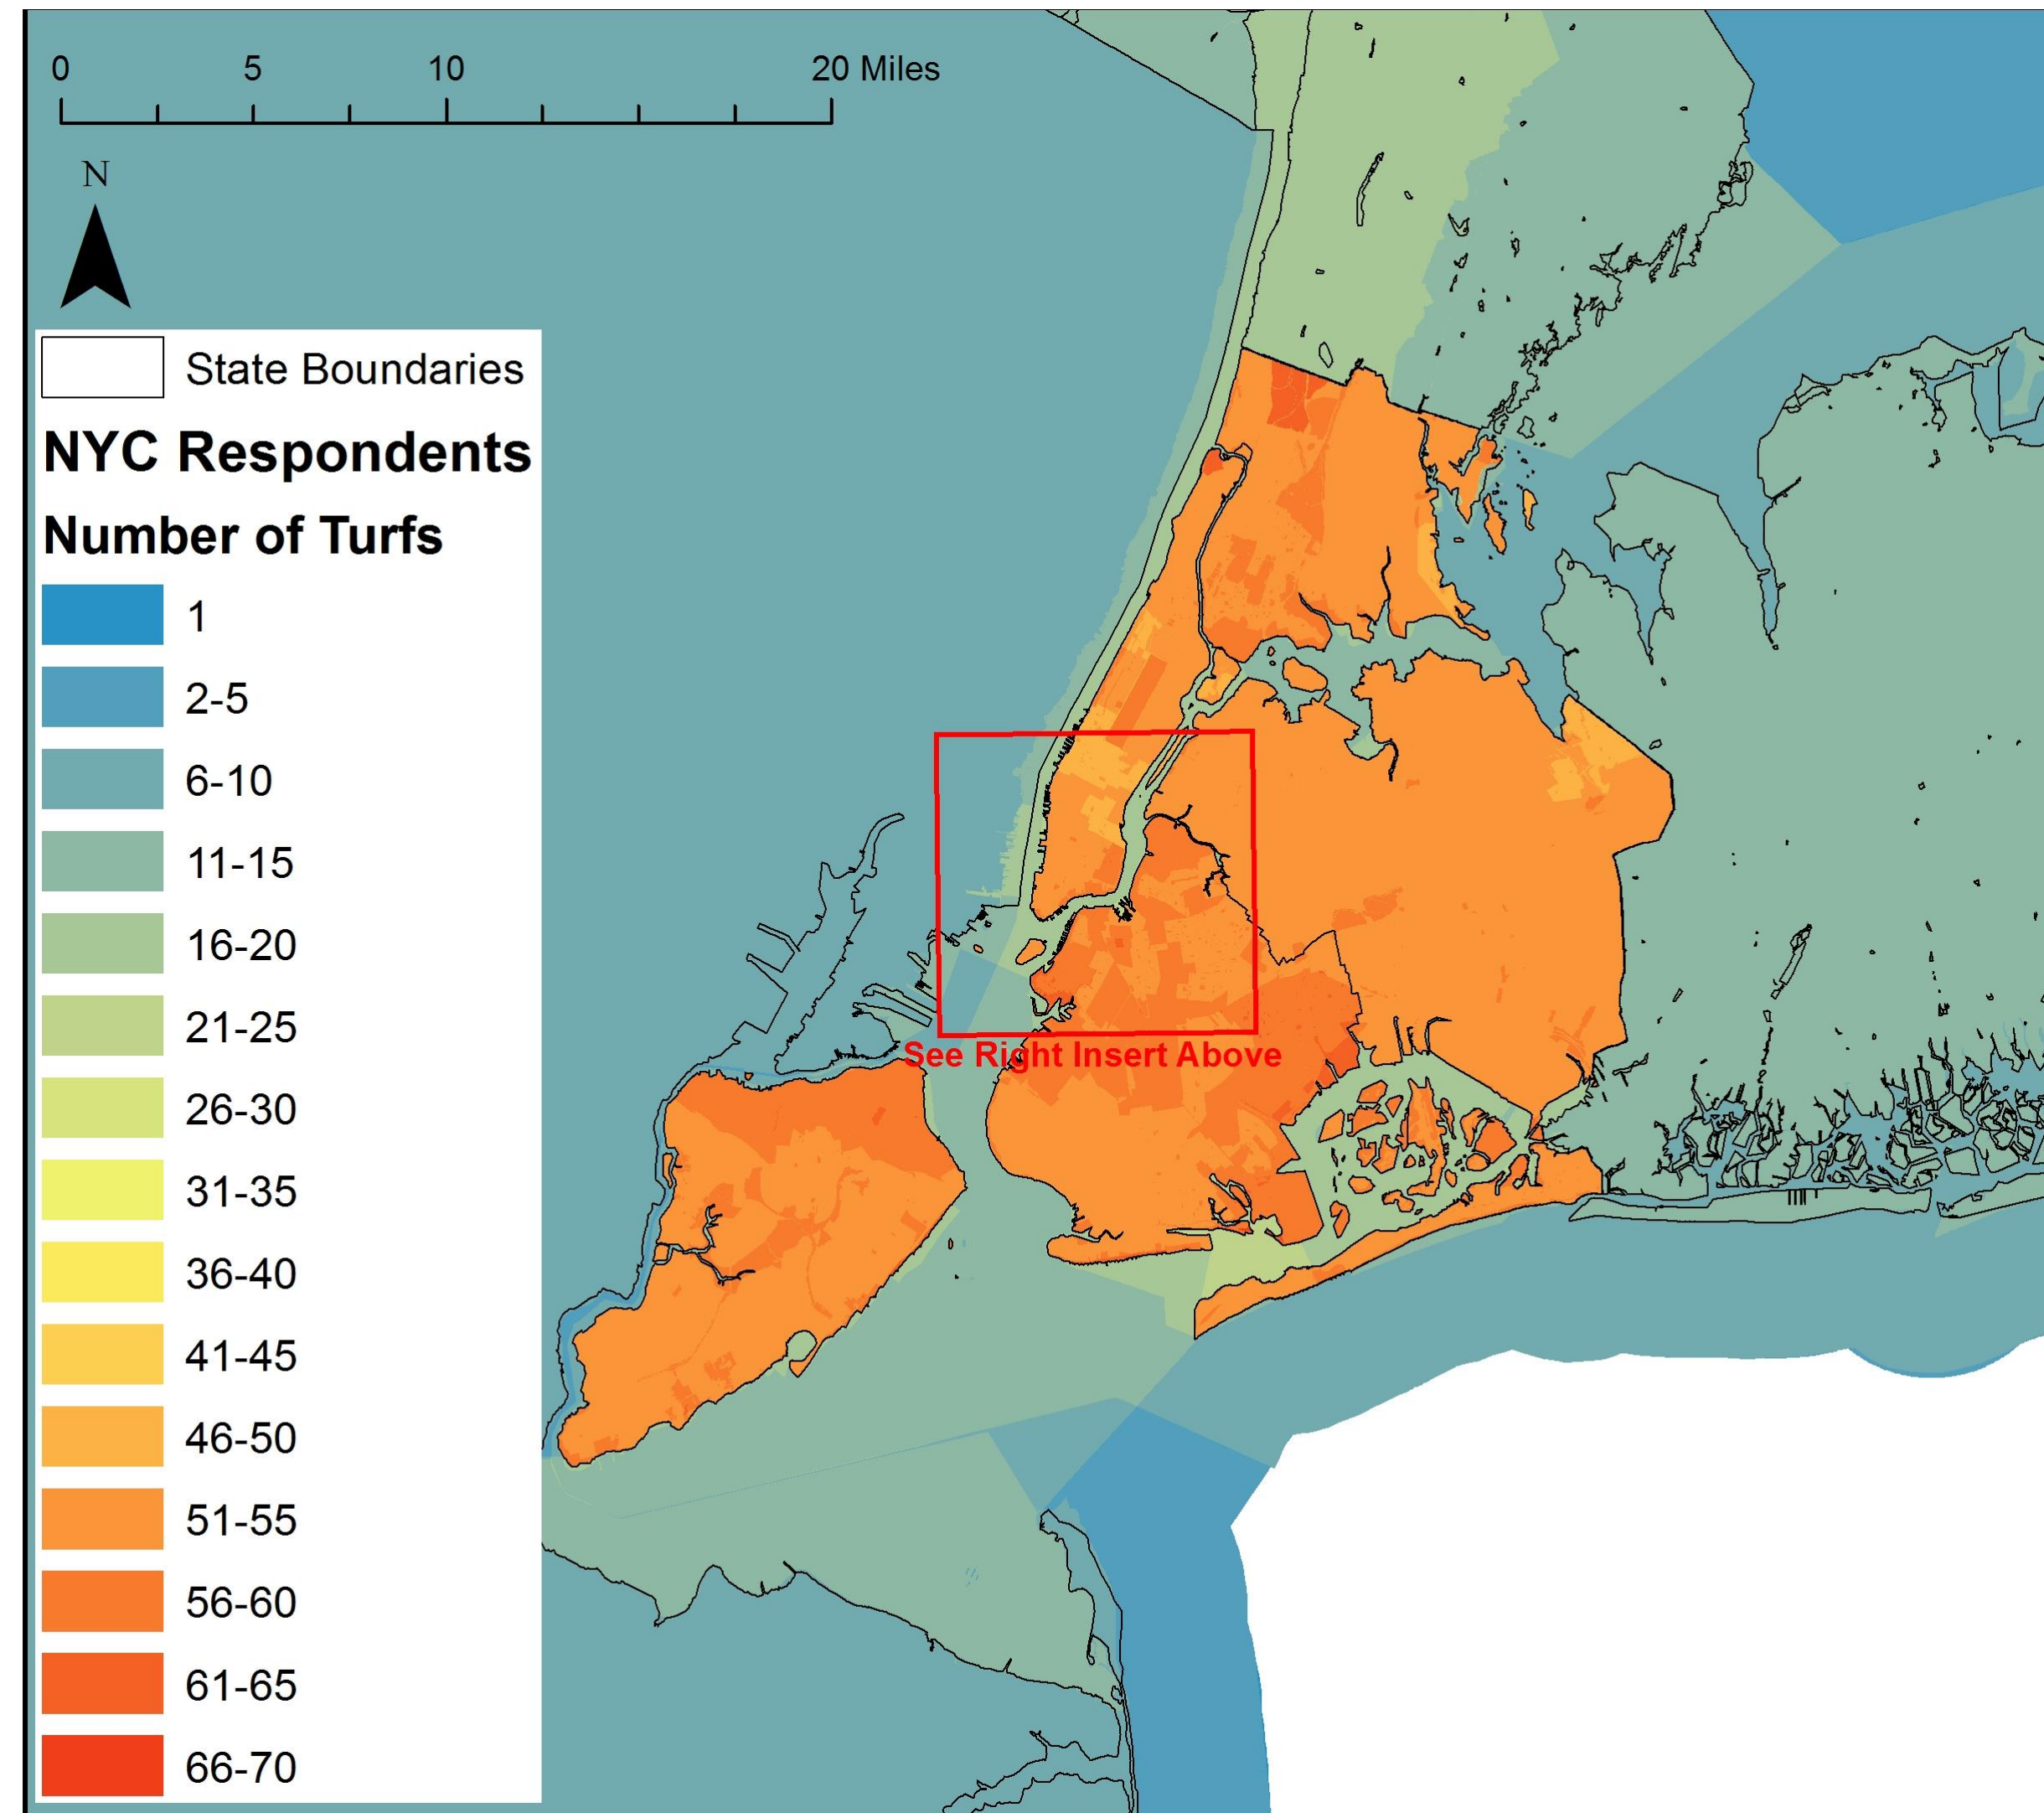 0 5 10 20 Miles
N
State Boundaries
NYC Respondents
Number of Turfs
1
2-5
6-10
11-15
16-20
21-25
26-30
31-35
36-40
41-45
46-50
51-55
56-60
61-65
66-70
See Right Insert Above